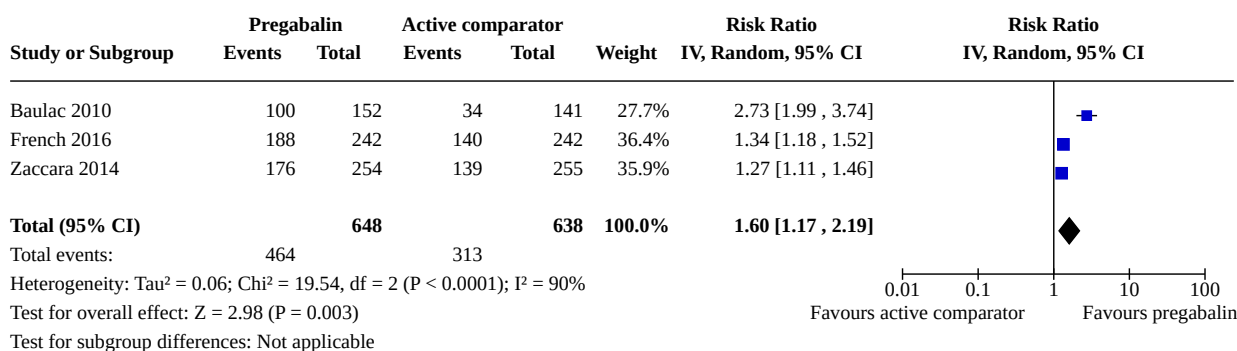 Pregabalin Active comparator Risk Ratio Risk Ratio
Study or Subgroup Events Total Events Total Weight IV, Random, 95% CI IV, Random, 95% CI
Baulac 2010 100 152 34 141 27.7% 2.73 [1.99 , 3.74]
French 2016 188 242 140 242 36.4% 1.34 [1.18 , 1.52]
Zaccara 2014 176 254 139 255 35.9% 1.27 [1.11 , 1.46]
Total (95% CI) 648 638 100.0% 1.60 [1.17 , 2.19]
Total events: 464 313
Heterogeneity: Tau² = 0.06; Chi² = 19.54, df = 2 (P < 0.0001); I² = 90%
0.01 0.1 1 10 100
Test for overall effect: Z = 2.98 (P = 0.003) Favours active comparator Favours pregabalin
Test for subgroup differences: Not applicable